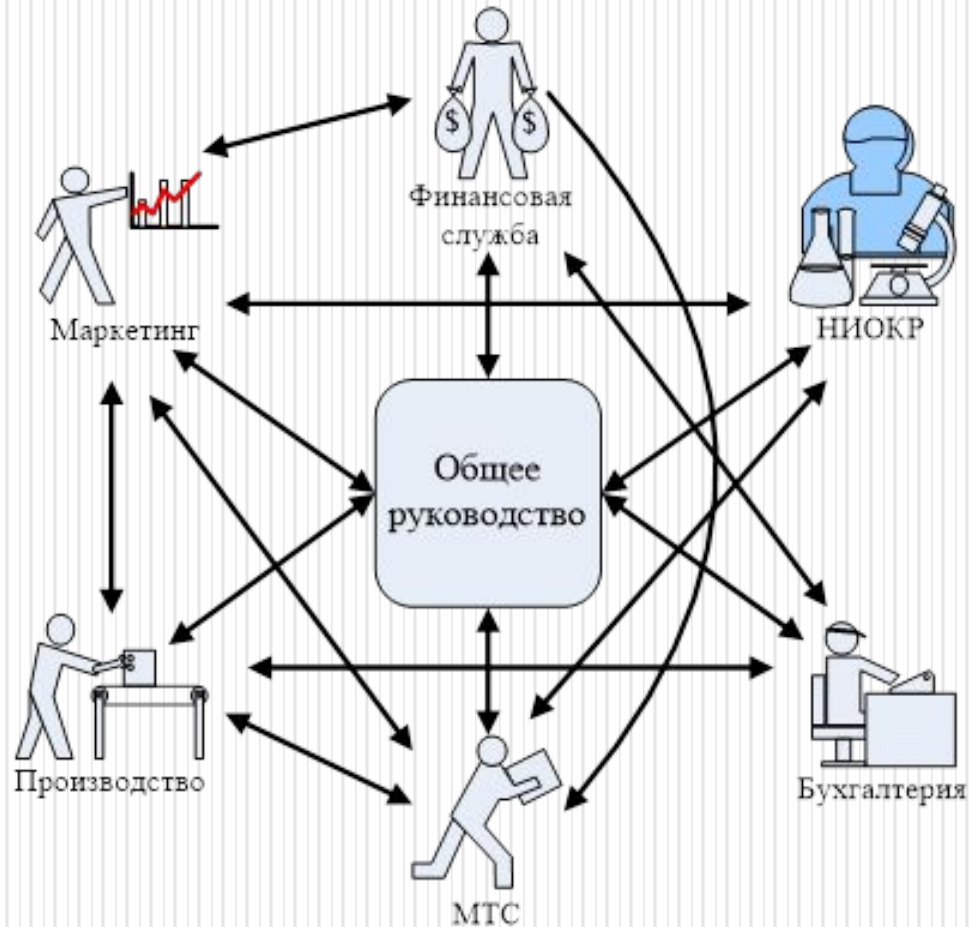 $ $
Финансовая
служба
Маркетинг
НИОКР
Общее
руководство
Производство
Бухгалтерия
МТС